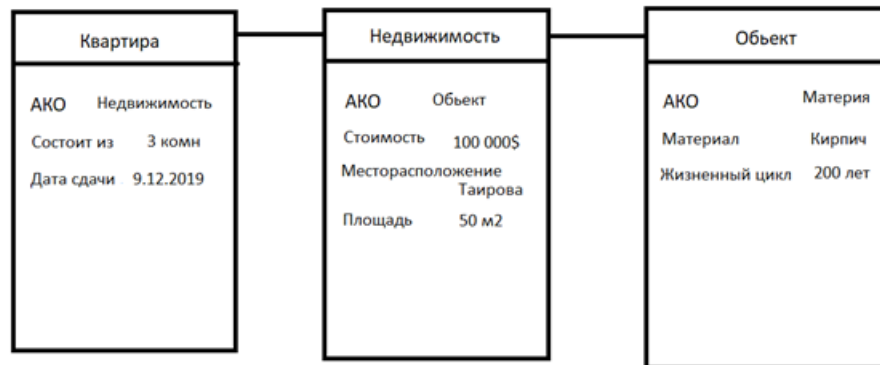 Квартира
АКО Недвижимость
Состоит из 3 комн
Дата сдачи 9.12.2019
Недвижимость
АКО Обьект
Стоимость 100 000$
Месторасположение
Таирова
Площадь 50 м2
Обьект
АКО Материя
Материал Кирпич
Жизненный цикл 200 лет